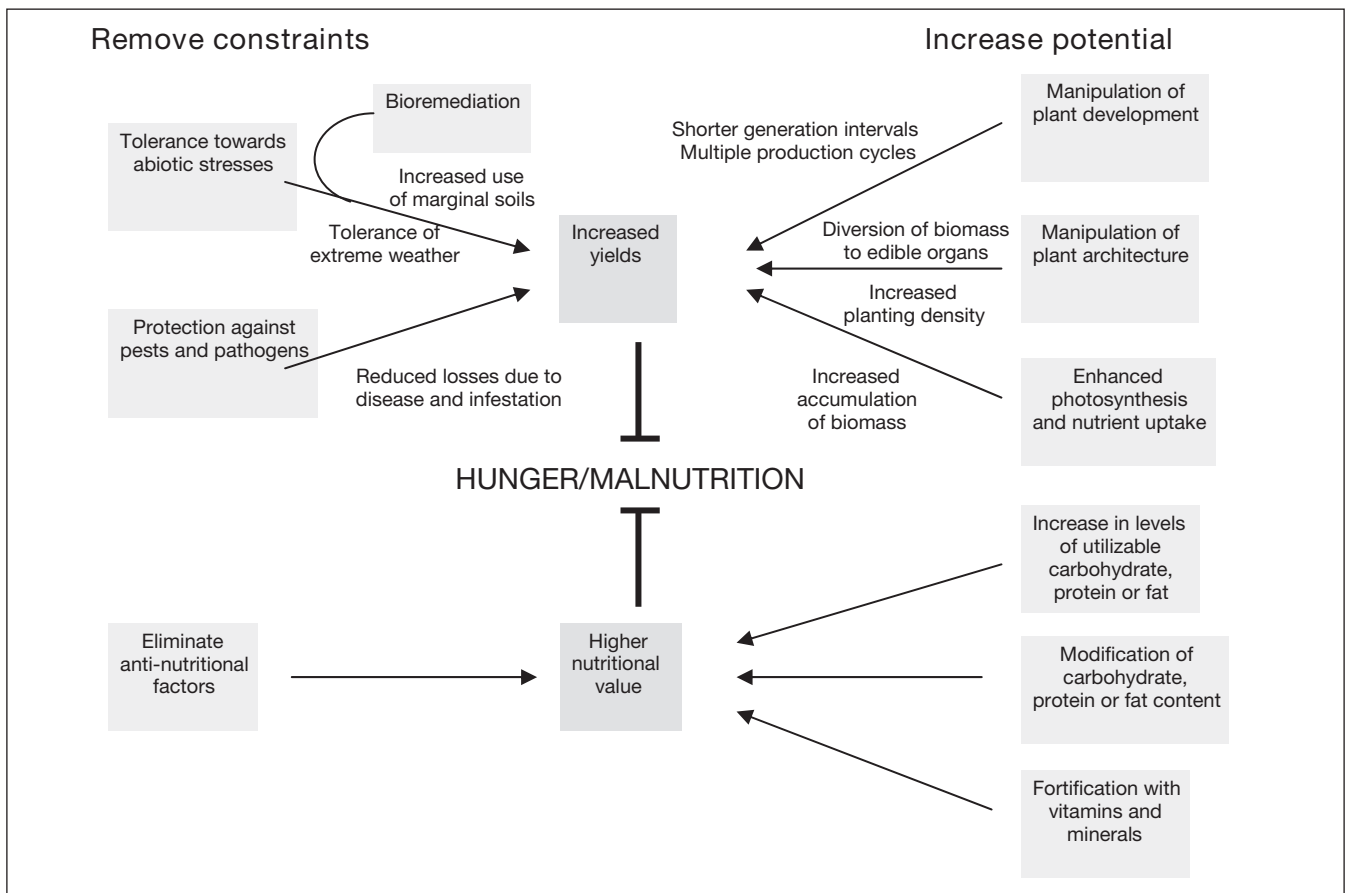 Remove constraints
Increase potential
Bioremediation
Tolerance towards
abiotic stresses
Increased use
of marginal soils
Tolerance of
extreme weather
Protection against
pests and pathogens
Reduced losses due to
disease and infestation
Increased
yields
Manipulation of
plant development
Shorter generation intervals
Multiple production cycles
Manipulation of
plant architecture
Diversion of biomass
to edible organs
Increased
planting density
Enhanced
photosynthesis
and nutrient uptake
Increased
accumulation
of biomass
HUNGER/MALNUTRITION
Eliminate
anti-nutritional
factors
Higher
nutritional
value
Increase in levels
of utilizable
carbohydrate,
protein or fat
Modification of
carbohydrate,
protein or fat content
Fortification with
vitamins and
minerals